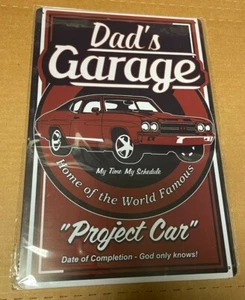 Dad's
Garage
My Time My Schedule
Home of the World Famous
"Project Car"
Date of Completion - God only knows!